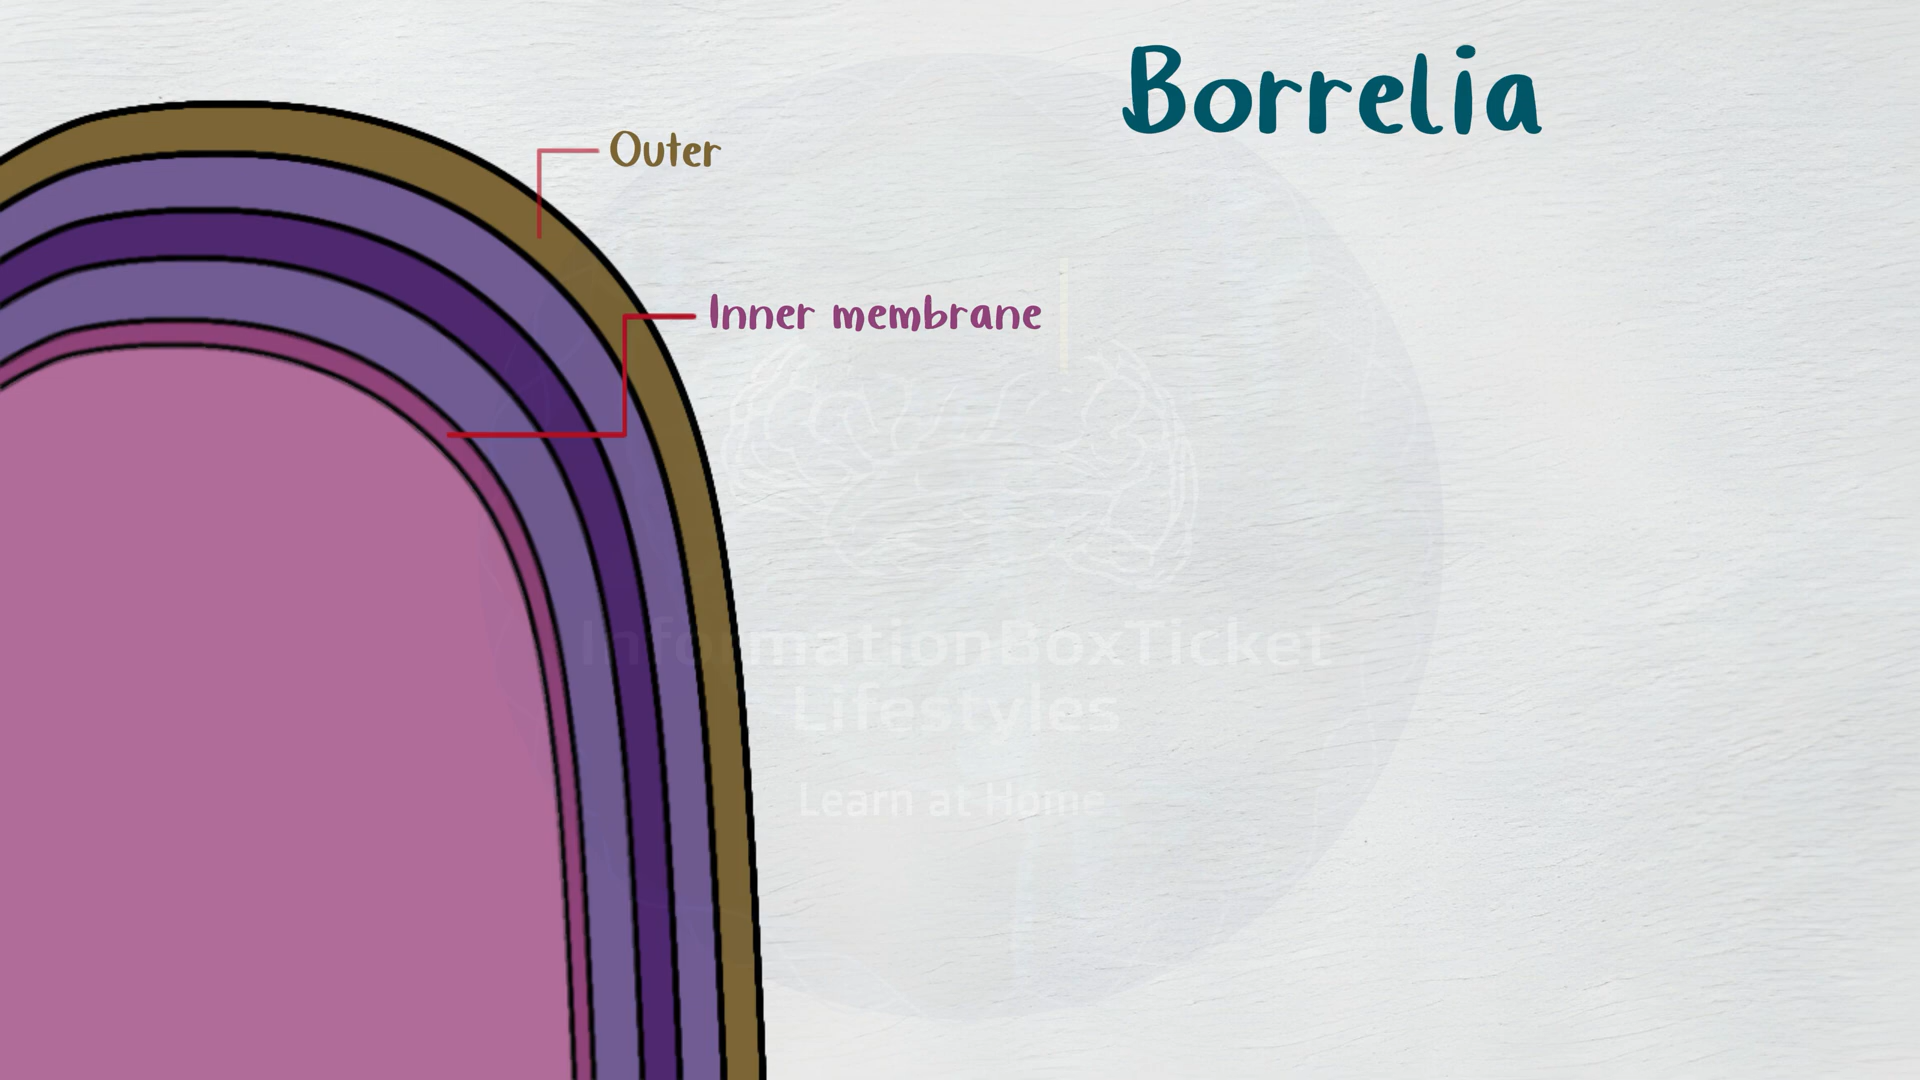 Borrelia
Outer
Inner membrane
InformationBoxTicket
Lifestyles
Learn at Home